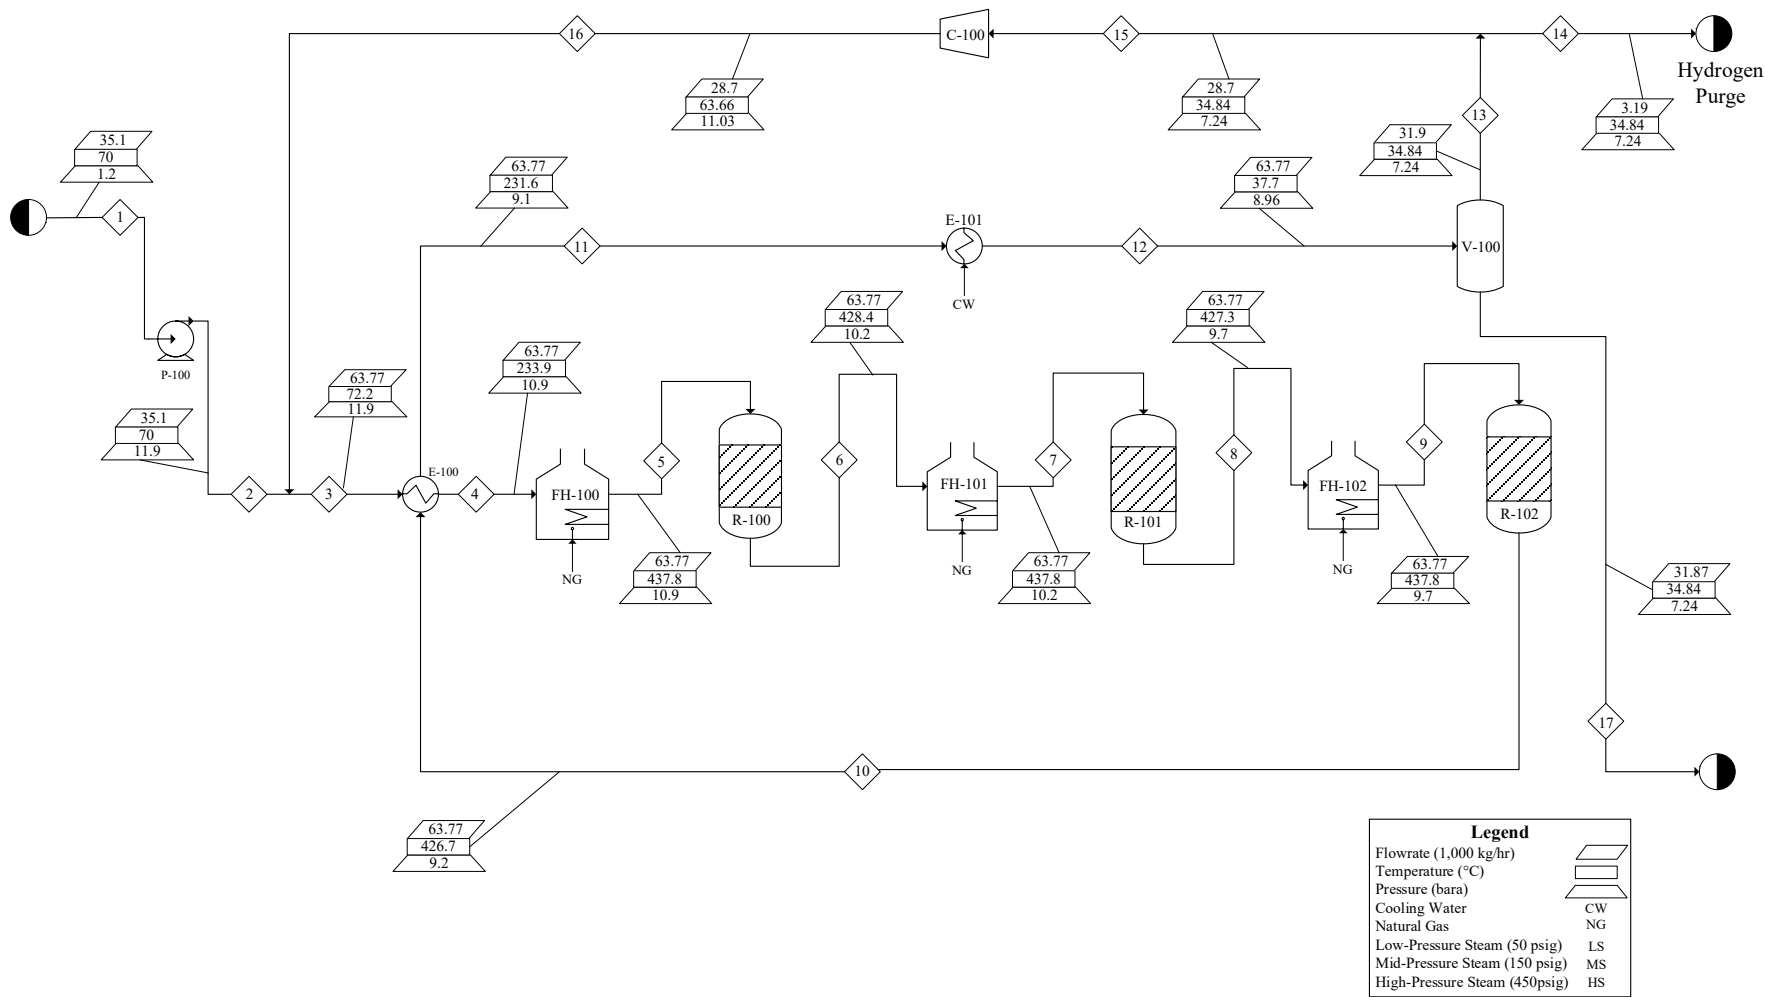 16
C-100
15
14
Hydrogen
Purge
28.7
63.66
11.03
28.7
34.84
7.24
3.19
34.84
7.24
13
31.9
34.84
7.24
35.1
70
1.2
1
63.77
231.6
9.1
63.77
37.7
8.96
E-101
11
12
V-100
CW
P-100
63.77
428.4
10.2
63.77
427.3
9.7
63.77
233.9
10.9
63.77
72.2
11.9
35.1
70
11.9
2
3
E-100
4
FH-100
NG
5
R-100
6
FH-101
NG
7
R-101
8
FH-102
NG
9
R-102
63.77
437.8
10.9
63.77
437.8
10.2
63.77
437.8
9.7
31.87
34.84
7.24
17
10
63.77
426.7
9.2
Legend
Flowrate (1,000 kg/hr)
Temperature (°C)
Pressure (bara)
Cooling Water CW
Natural Gas NG
Low-Pressure Steam (50 psig) LS
Mid-Pressure Steam (150 psig) MS
High-Pressure Steam (450psig) HS